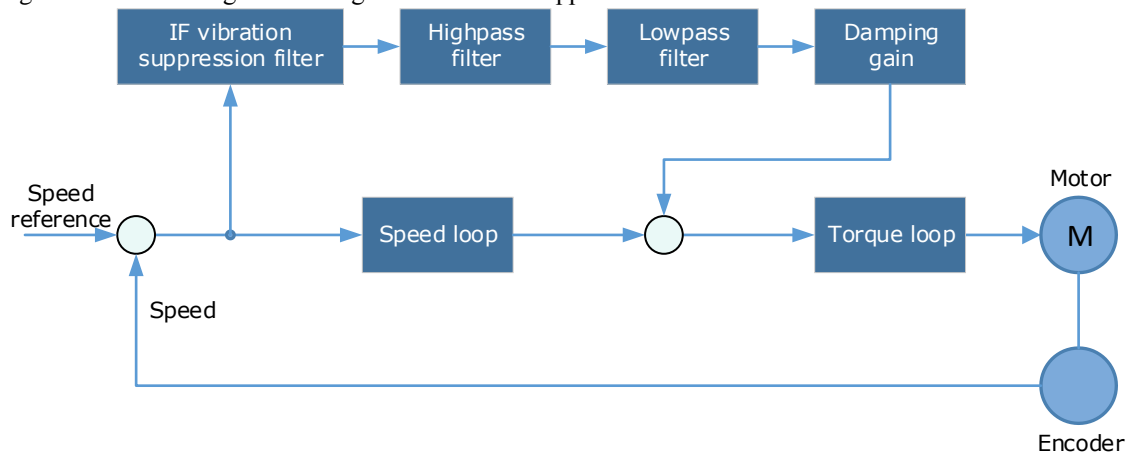 IF vibration
suppression filter
Highpass
filter
Lowpass
filter
Damping
gain
Speed
reference
Speed loop
Torque loop
Motor
M
Speed
Encoder